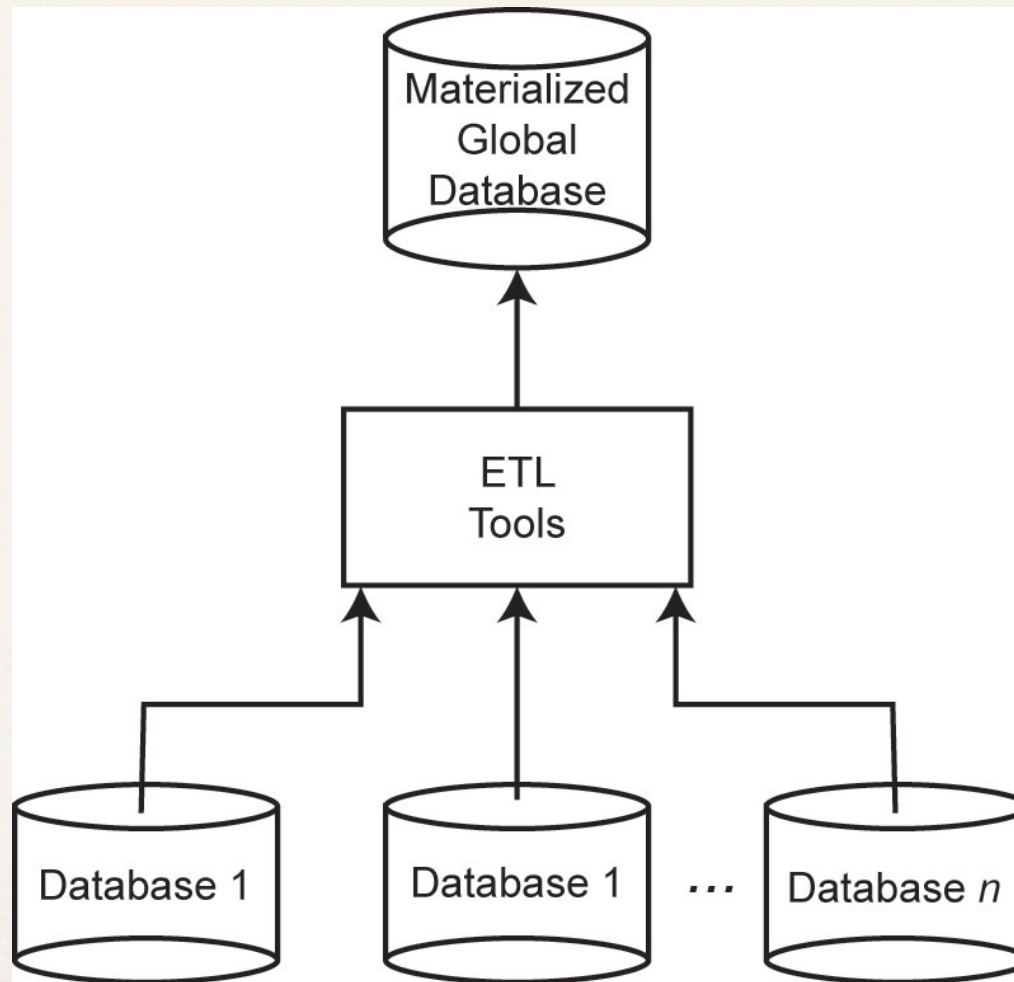 Materialized
Global
Database
ETL
Tools
Database 1
Database 1
...
Database n